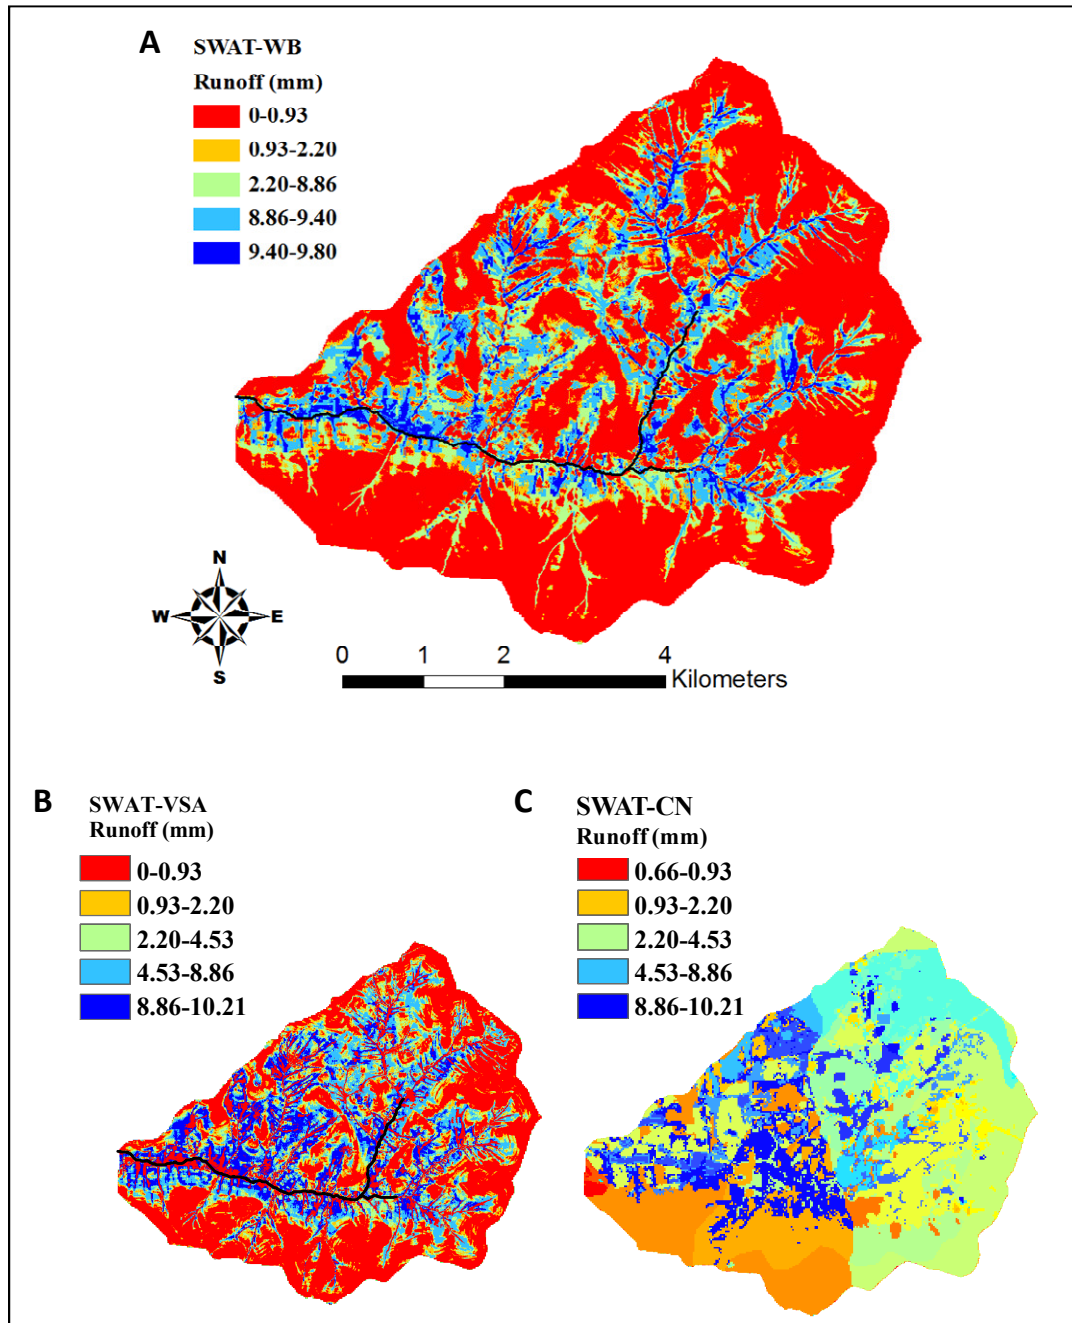 A
SWAT-WB
Runoff (mm)
0-0.93
0.93-2.20
2.20-8.86
8.86-9.40
9.40-9.80
N
W E
S
0 1 2 4
Kilometers
B
SWAT-VSA
Runoff (mm)
0-0.93
0.93-2.20
2.20-4.53
4.53-8.86
8.86-10.21
C
SWAT-CN
Runoff (mm)
0.66-0.93
0.93-2.20
2.20-4.53
4.53-8.86
8.86-10.21